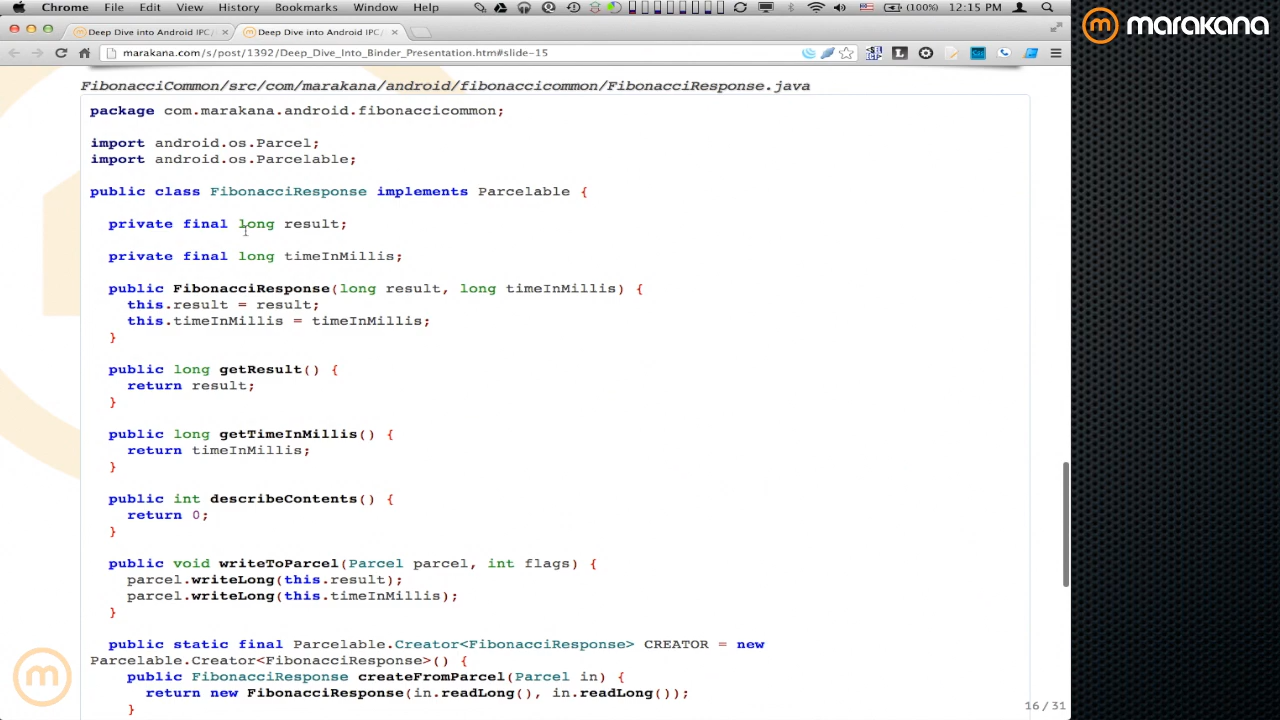 Chrome File Edit View History Bookmarks Window Help (100%) 12:15 PM
Deep Dive into Android IPC/ Deep Dive into Android IPC/
marakana.com/s/post/1392/Deep_Dive_Into_Binder_Presentation.htm#slide-15
marakana
FibonacciCommon/src/com/marakana/android/fibonaccicommon/FibonacciResponse.java
package com.marakana.android.fibonaccicommon;
import android.os.Parcel;
import android.os.Parcelable;
public class FibonacciResponse implements Parcelable {
private final long result;
private final long timeInMillis;
public FibonacciResponse(long result, long timeInMillis) {
this.result = result;
this.timeInMillis = timeInMillis;
}
public long getResult() {
return result;
}
public long getTimeInMillis() {
return timeInMillis;
}
public int describeContents() {
return 0;
}
public void writeToParcel(Parcel parcel, int flags) {
parcel.writeLong(this.result);
parcel.writeLong(this.timeInMillis);
}
public static final Parcelable.Creator<FibonacciResponse> CREATOR = new
Parcelable.Creator<FibonacciResponse>() {
public FibonacciResponse createFromParcel(Parcel in) {
return new FibonacciResponse(in.readLong(), in.readLong());
}
16 / 31